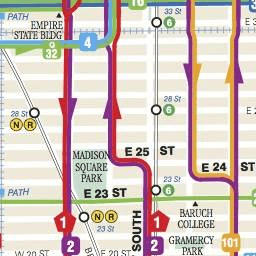 PATH
33 St
6
EMPIRE
STATE BLDG
4
32
28 St
N R
28 St
6
MADISON
SQUARE
PARK
E 25 ST
E 24 ST
23 St
6
PATH
E 23 ST
BARUCH
COLLEGE
1
N R
23 St
1
2
SOUTH
2
GRAMERCY
PARK
101
W 20 ST
E 20 ST